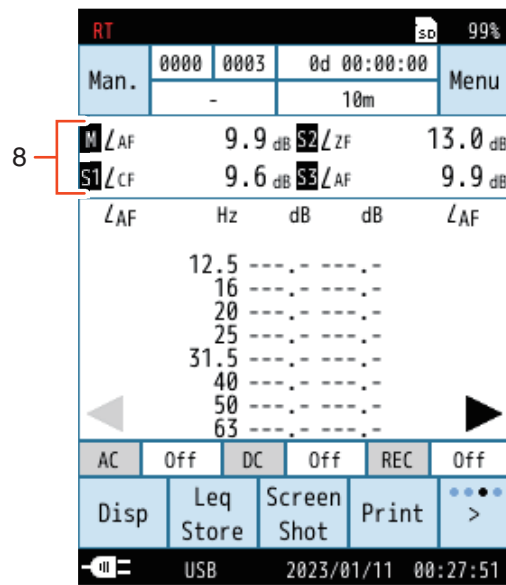 RT SD 99%
Man. 0000 0003 0d 00:00:00 Menu
- 10m
8
M LAF 9.9 dB S2 LZF 13.0 dB
S1 LCF 9.6 dB S3 LAF 9.9 dB
LAF Hz dB dB LAF
12.5 ---.- ---.-
16 ---.- ---.-
20 ---.- ---.-
25 ---.- ---.-
31.5 ---.- ---.-
40 ---.- ---.-
50 ---.- ---.-
63 ---.- ---.-
AC Off DC Off REC Off
Disp Leq Store Screen Shot Print >
USB 2023/01/11 00:27:51